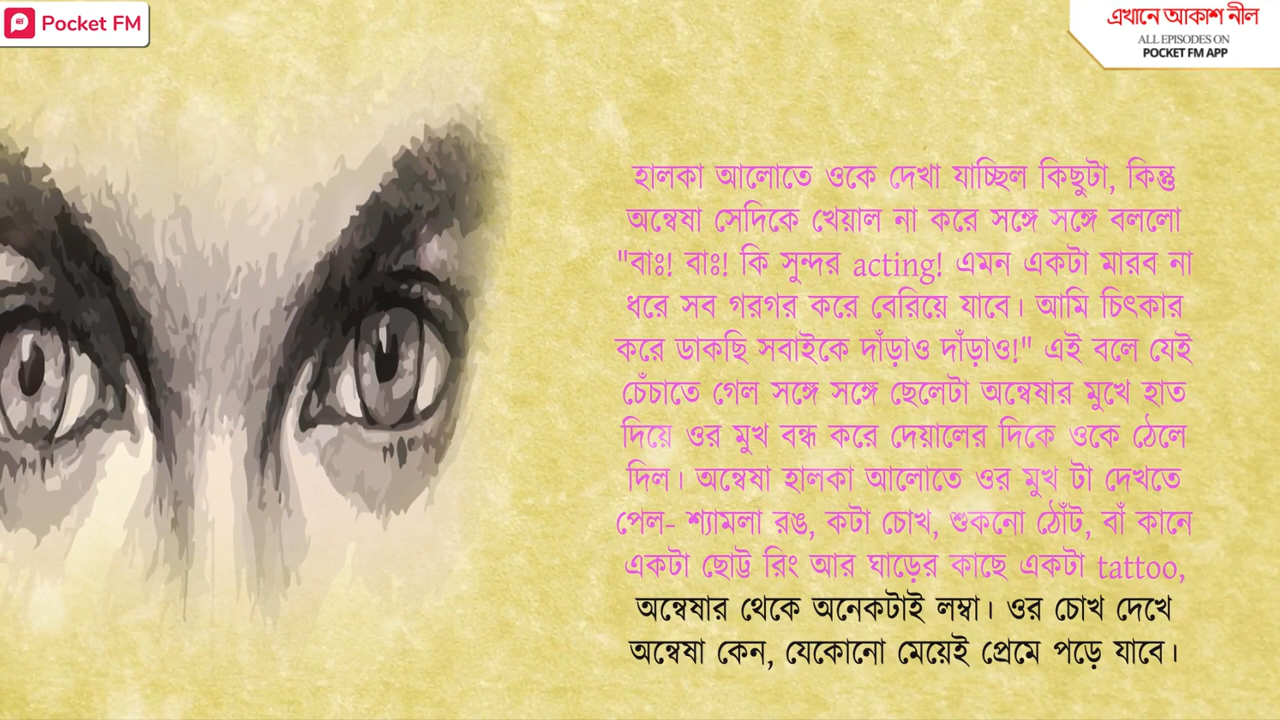 Pocket FM
এখানে আকাশ নীল
ALL EPISODES ON
POCKET FM APP
হালকা আলোতে ওকে দেখা যাচ্ছিল কিছুটা, কিন্তু
অন্বেষা সেদিকে খেয়াল না করে সঙ্গে সঙ্গে বললো
"বাঃ! বাঃ! কি সুন্দর acting! এমন একটা মারব না
ধরে সব গরগর করে বেরিয়ে যাবে। আমি চিৎকার
করে ডাকছি সবাইকে দাঁড়াও দাঁড়াও!" এই বলে যেই
চেঁচাতে গেল সঙ্গে সঙ্গে ছেলেটা অন্বেষার মুখে হাত
দিয়ে ওর মুখ বন্ধ করে দেয়ালের দিকে ওকে ঠেলে
দিল। অন্বেষা হালকা আলোতে ওর মুখ টা দেখতে
পেল- শ্যামলা রঙ, কটা চোখ, শুকনো ঠোঁট, বাঁ কানে
একটা ছোট্ট রিং আর ঘাড়ের কাছে একটা tattoo,
অন্বেষার থেকে অনেকটাই লম্বা। ওর চোখ দেখে
অন্বেষা কেন, যেকোনো মেয়েই প্রেমে পড়ে যাবে।